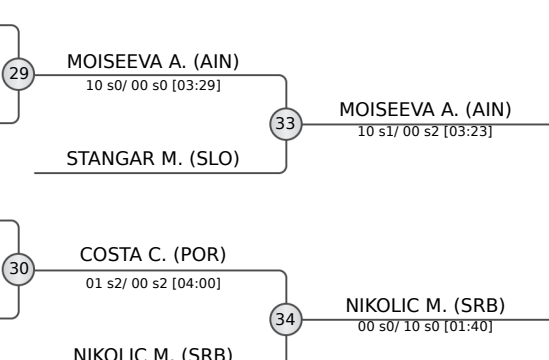 MOISEEVA A. (AIN)
29
10 s0/ 00 s0 [03:29]
MOISEEVA A. (AIN)
33
10 s1/ 00 s2 [03:23]
STANGAR M. (SLO)
COSTA C. (POR)
30
01 s2/ 00 s2 [04:00]
NIKOLIC M. (SRB)
34
00 s0/ 10 s0 [01:40]
NIKOLIC M. (SRB)